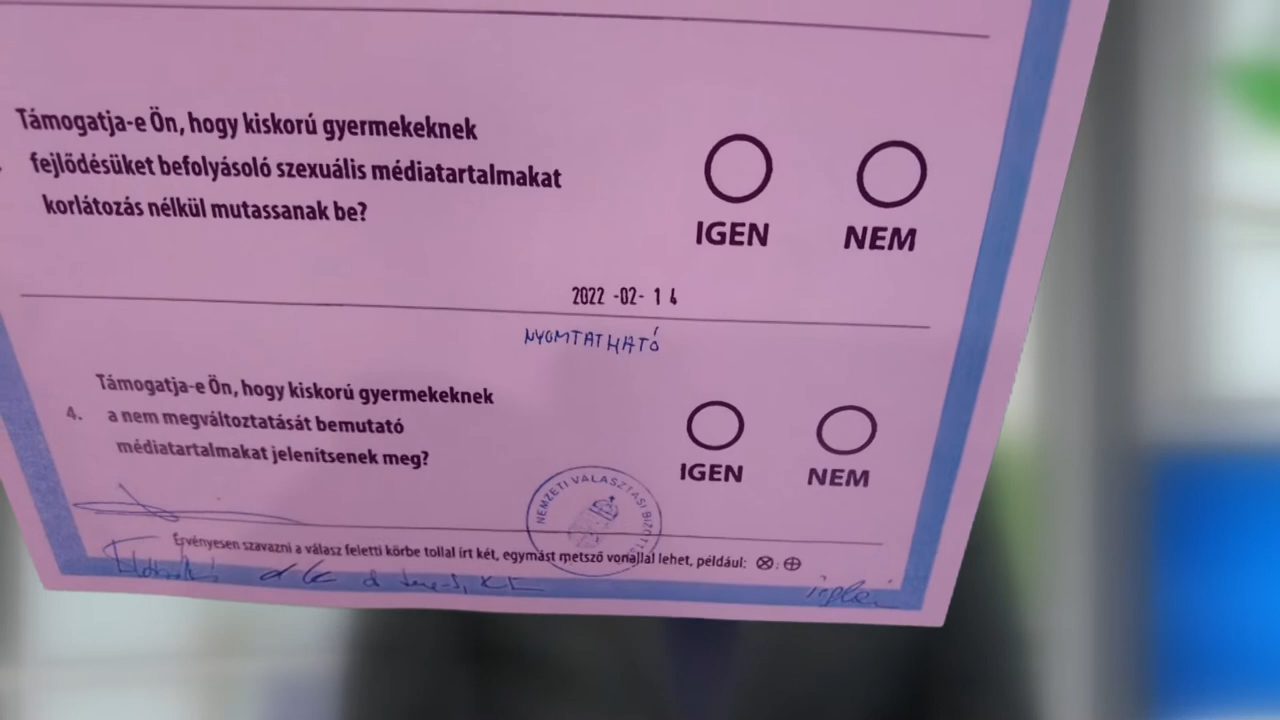 Támogatja-e Ön, hogy kiskorú gyermekeknek
fejlődésüket befolyásoló szexuális médiatartalmakat
korlátozás nélkül mutassanak be?
IGEN NEM
2022 -02- 14
NYOMTATHATÓ
Támogatja-e Ön, hogy kiskorú gyermekeknek
4. a nem megváltoztatását bemutató
médiatartalmakat jelenítsenek meg?
IGEN NEM
NEMZETI VÁLASZTÁSI
Érvényesen szavazni a válasz feletti körbe tollal írt két, egymást metsző vonallal lehet, például: